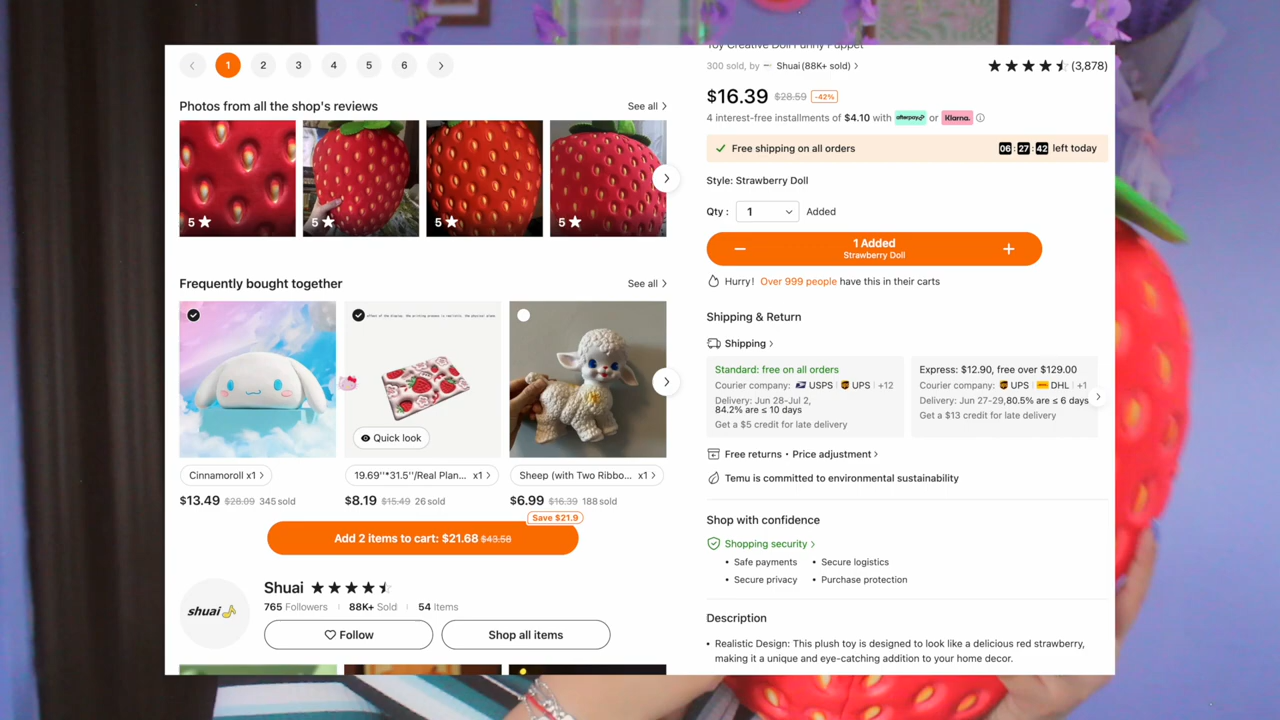 1 2 3 4 5 6
Photos from all the shop's reviews
See all >
5 ★
5 ★
5 ★
5 ★
Frequently bought together
See all >
Quick look
Cinnamoroll x1 >
19.69''*31.5''/Real Plan... x1 >
Sheep (with Two Ribbo... x1 >
$13.49 $28.09 345 sold
$8.19 $15.49 26 sold
$6.99 $16.39 188 sold
Save $21.9
Add 2 items to cart: $21.68 $43.58
shuai
Shuai
765 Followers | 88K+ Sold | 54 Items
Follow
Shop all items
Toy Creative Doll Funny Puppet
300 sold, by Shuai(88K+ sold) >
(3,878)
$16.39 $28.59 -42%
4 interest-free installments of $4.10 with afterpay or Klarna.
Free shipping on all orders
06 : 27 : 42 left today
Style: Strawberry Doll
Qty : 1 Added
1 Added
Strawberry Doll
Hurry! Over 999 people have this in their carts
Shipping & Return
Shipping >
Standard: free on all orders
Courier company: USPS | UPS | +12
Delivery: Jun 28-Jul 2,
84.2% are ≤ 10 days
Get a $5 credit for late delivery
Express: $12.90, free over $129.00
Courier company: UPS | DHL | +1
Delivery: Jun 27-29, 80.5% are ≤ 6 days
Get a $13 credit for late delivery
Free returns • Price adjustment >
Temu is committed to environmental sustainability
Shop with confidence
Shopping security >
• Safe payments
• Secure logistics
• Secure privacy
• Purchase protection
Description
• Realistic Design: This plush toy is designed to look like a delicious red strawberry,
making it a unique and eye-catching addition to your home decor.